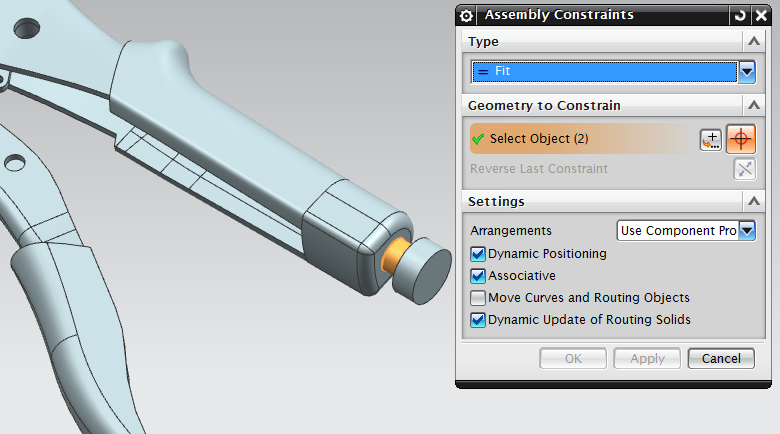 Assembly Constraints
Type
= Fit
Geometry to Constrain
Select Object (2)
Reverse Last Constraint
Settings
Arrangements Use Component Pro
Dynamic Positioning
Associative
Move Curves and Routing Objects
Dynamic Update of Routing Solids
OK Apply Cancel